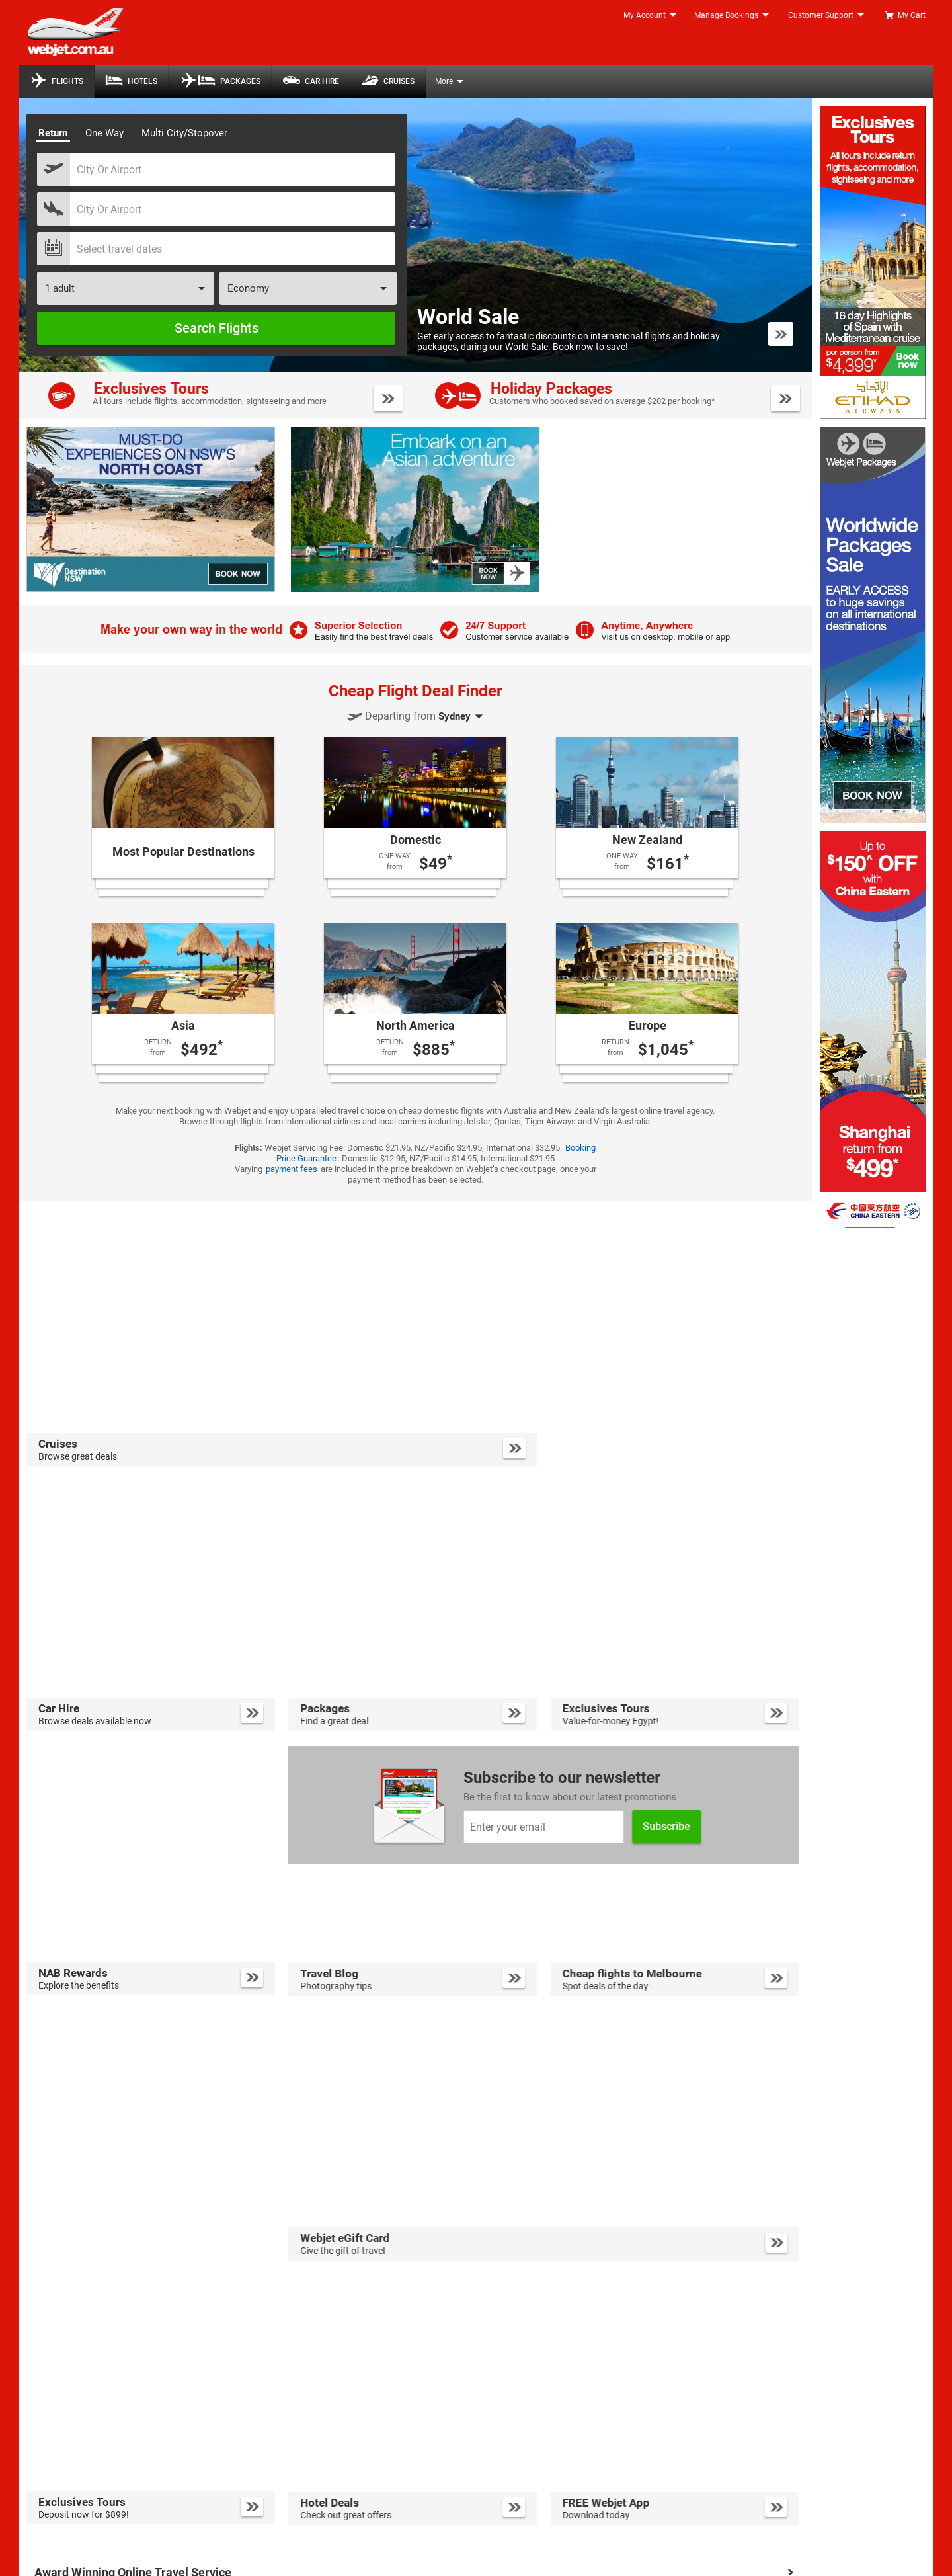 webjet
webjet.com.au
My Account
Manage Bookings
Customer Support
My Cart
FLIGHTS
HOTELS
PACKAGES
CAR HIRE
CRUISES
More
Return
One Way
Multi City/Stopover
City Or Airport
City Or Airport
Select travel dates
1 adult
Economy
Search Flights
World Sale
Get early access to fantastic discounts on international flights and holiday
packages, during our World Sale. Book now to save!
Exclusives Tours
All tours include flights, accommodation, sightseeing and more
Holiday Packages
Customers who booked saved on average $202 per booking*
MUST-DO
EXPERIENCES ON NSW'S
NORTH COAST
Destination
NSW
BOOK NOW
Embark on an
Asian adventure
BOOK
NOW
Make your own way in the world
Superior Selection
Easily find the best travel deals
24/7 Support
Customer service available
Anytime, Anywhere
Visit us on desktop, mobile or app
Cheap Flight Deal Finder
Departing from Sydney
Most Popular Destinations
Domestic
ONE WAY
from
$49*
New Zealand
ONE WAY
from
$161*
Asia
RETURN
from
$492*
North America
RETURN
from
$885*
Europe
RETURN
from
$1,045*
Make your next booking with Webjet and enjoy unparalleled travel choice on cheap domestic flights with Australia and New Zealand's largest online travel agency.
Browse through flights from international airlines and local carriers including Jetstar, Qantas, Tiger Airways and Virgin Australia.
Flights: Webjet Servicing Fee: Domestic $21.95, NZ/Pacific $24.95, International $32.95. Booking
Price Guarantee : Domestic $12.95, NZ/Pacific $14.95, International $21.95
Varying payment fees are included in the price breakdown on Webjet's checkout page, once your
payment method has been selected.
Exclusives
Tours
All tours include return
flights, accommodation,
sightseeing and more
18 day Highlights
of Spain with
Mediterranean cruise
per person from
$4,399*
Book
now
الإتحاد
ETIHAD
AIRWAYS
Webjet Packages
Worldwide
Packages
Sale
EARLY ACCESS
to huge savings
on all international
destinations
BOOK NOW
Up to
$150^ OFF
with
China Eastern
Shanghai
return from
$499*
中國東方航空
CHINA EASTERN
Cruises
Browse great deals
Car Hire
Browse deals available now
Packages
Find a great deal
Exclusives Tours
Value-for-money Egypt!
Subscribe to our newsletter
Be the first to know about our latest promotions
Enter your email
Subscribe
NAB Rewards
Explore the benefits
Travel Blog
Photography tips
Cheap flights to Melbourne
Spot deals of the day
Webjet eGift Card
Give the gift of travel
Exclusives Tours
Deposit now for $899!
Hotel Deals
Check out great offers
FREE Webjet App
Download today
Award Winning Online Travel Service